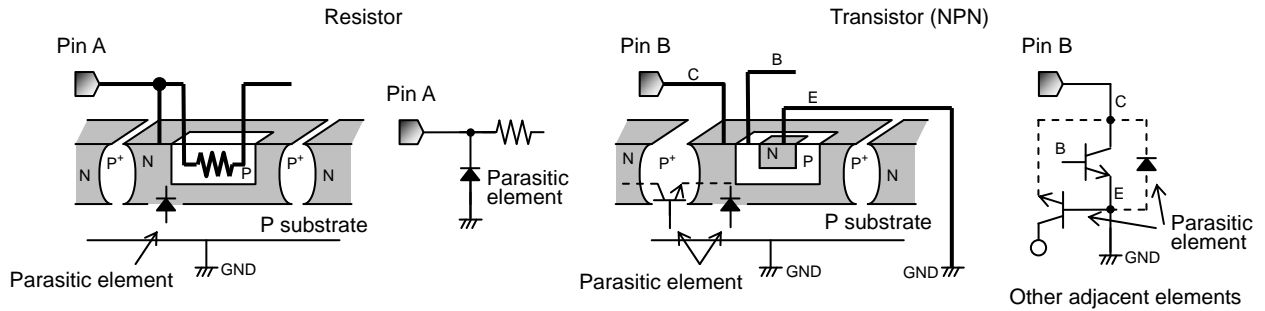 Resistor
Transistor (NPN)
Pin A
Pin B
Pin B
C
B
E
Pin A
C
B
E
N
P+
N
P
P+
N
Parasitic
element
N
P+
N
P
P+
N
P substrate
P substrate
Parasitic
element
GND
GND
GND
GND
Parasitic element
Parasitic element
Other adjacent elements